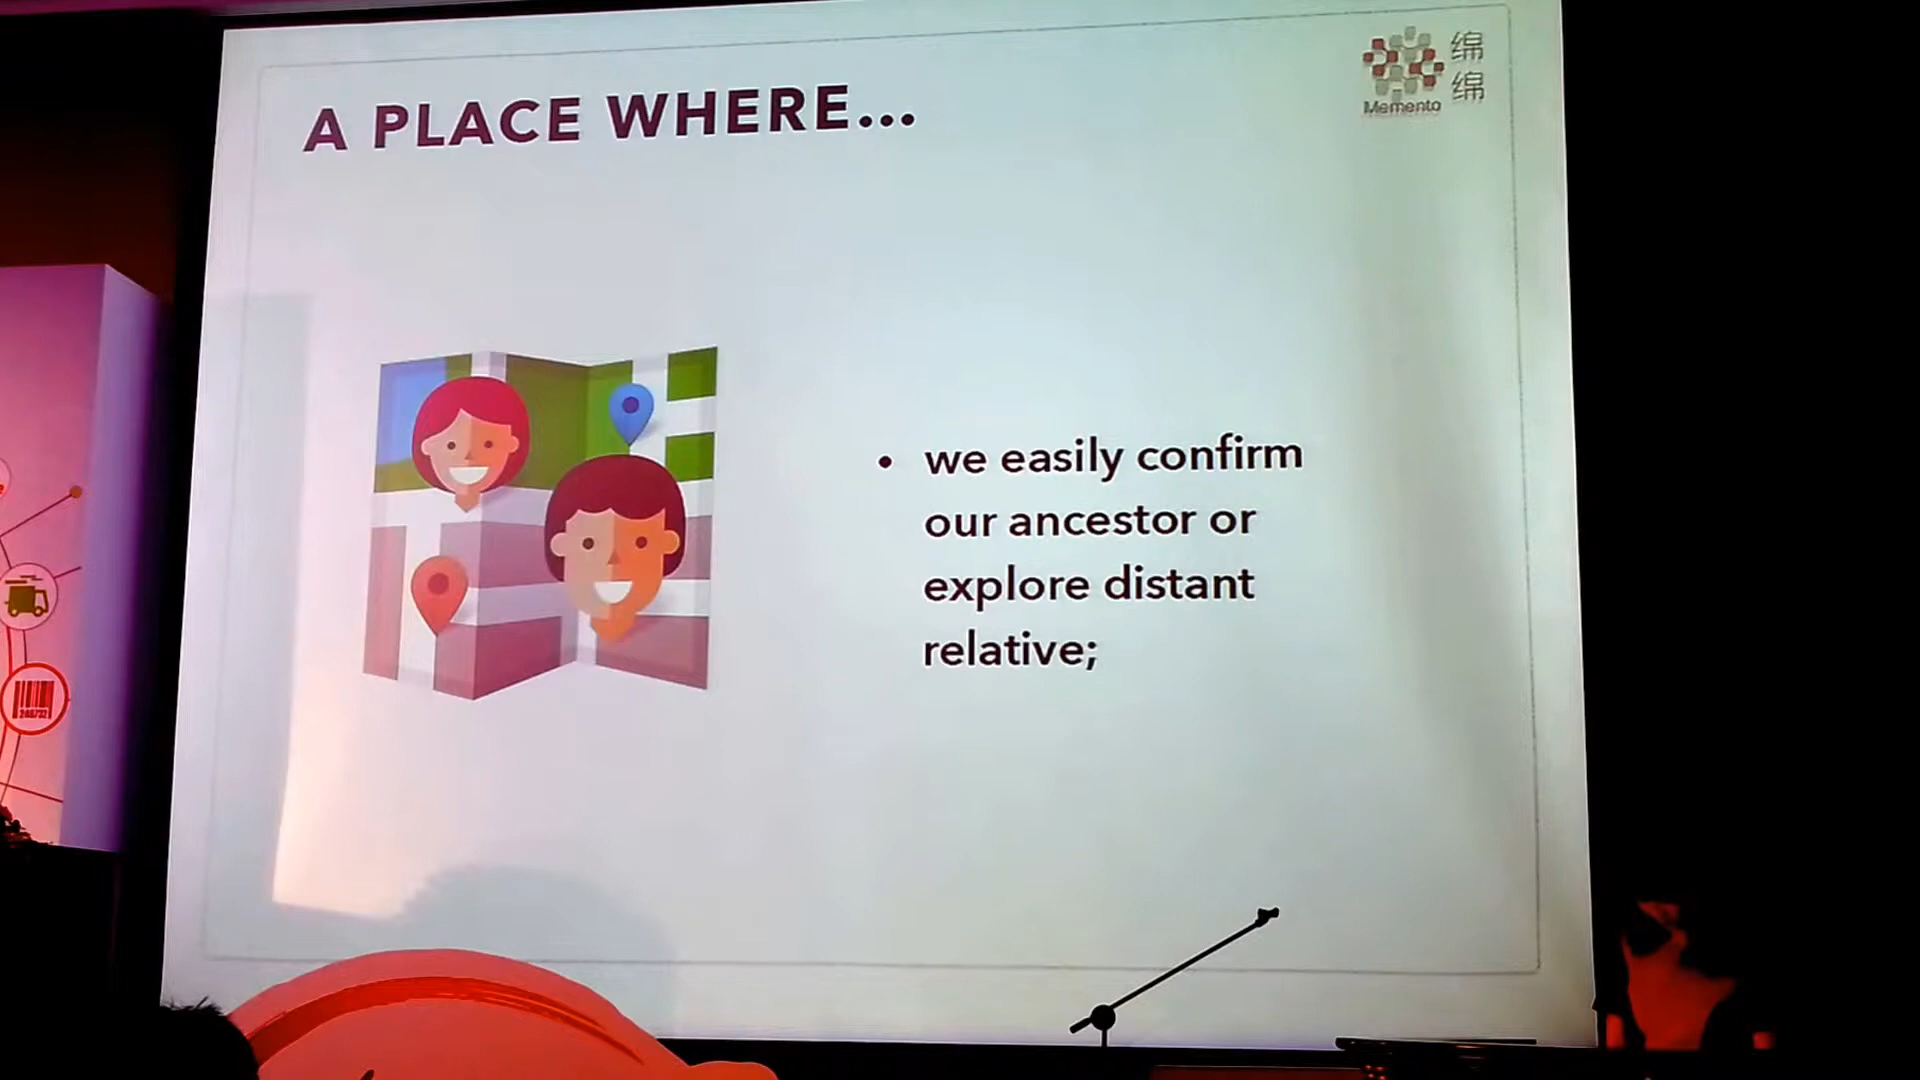 A PLACE WHERE...
绵
绵
Memento
• we easily confirm
our ancestor or
explore distant
relative;